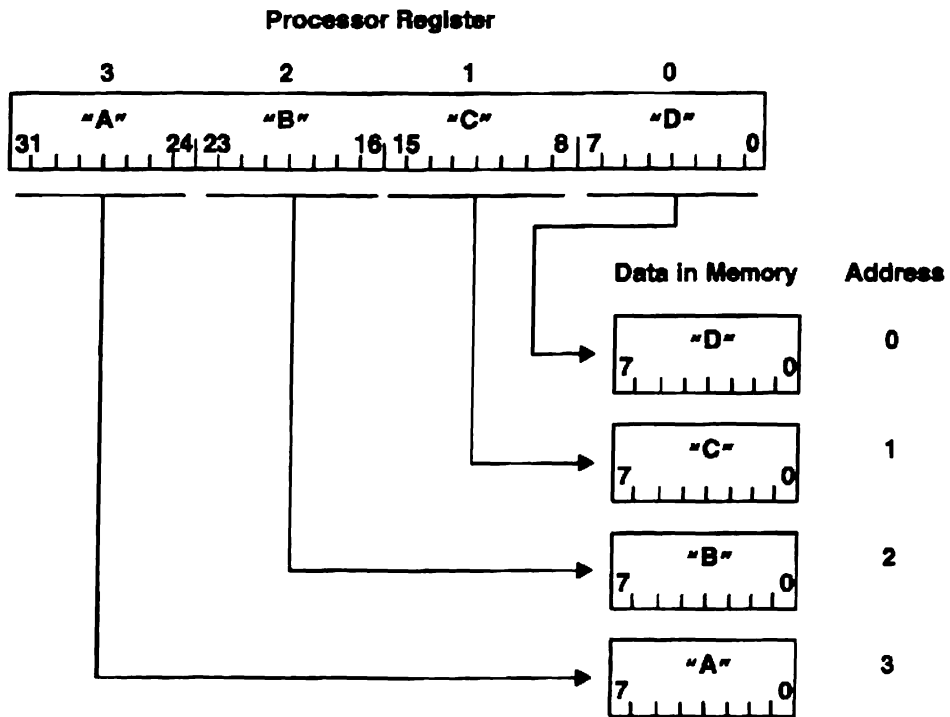 Processor Register
3 2 1 0
"A" "B" "C" "D"
31 24 23 16 15 8 7 0
Data in Memory Address
"D" 0
7 0
"C" 1
7 0
"B" 2
7 0
"A" 3
7 0